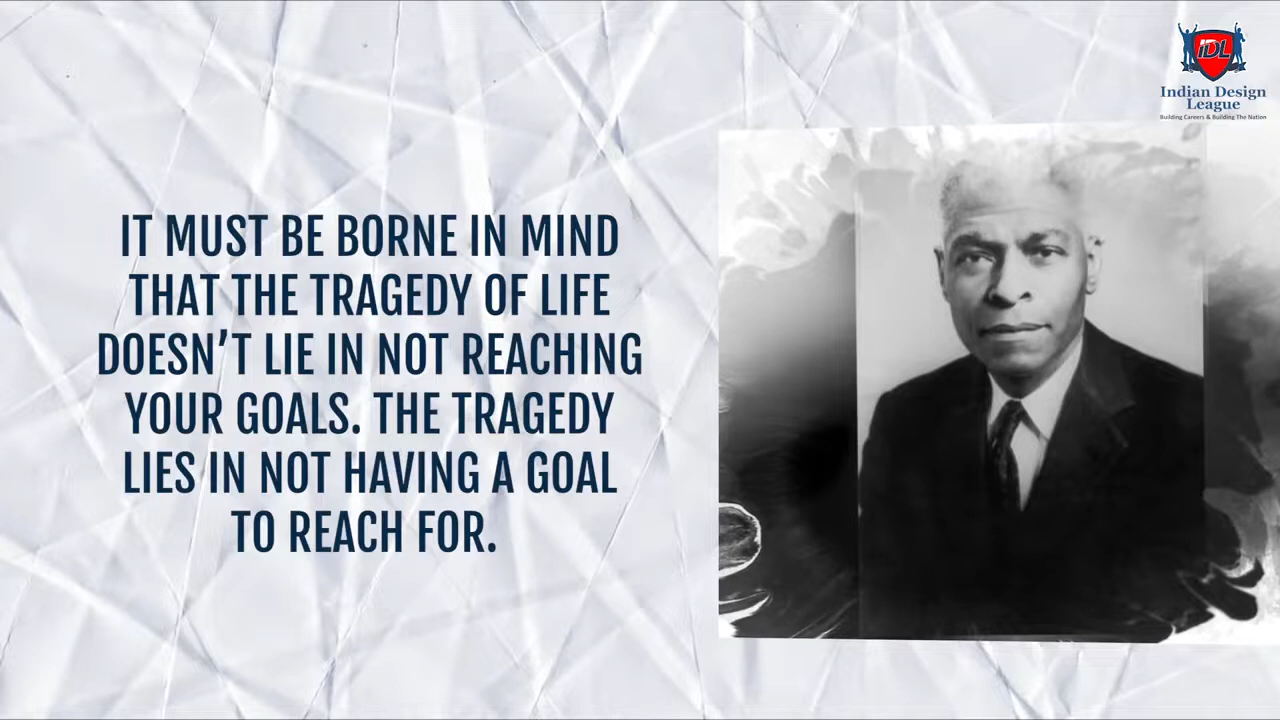 IDL
Indian Design
League
Building Careers & Building The Nation
IT MUST BE BORNE IN MIND
THAT THE TRAGEDY OF LIFE
DOESN’T LIE IN NOT REACHING
YOUR GOALS. THE TRAGEDY
LIES IN NOT HAVING A GOAL
TO REACH FOR.